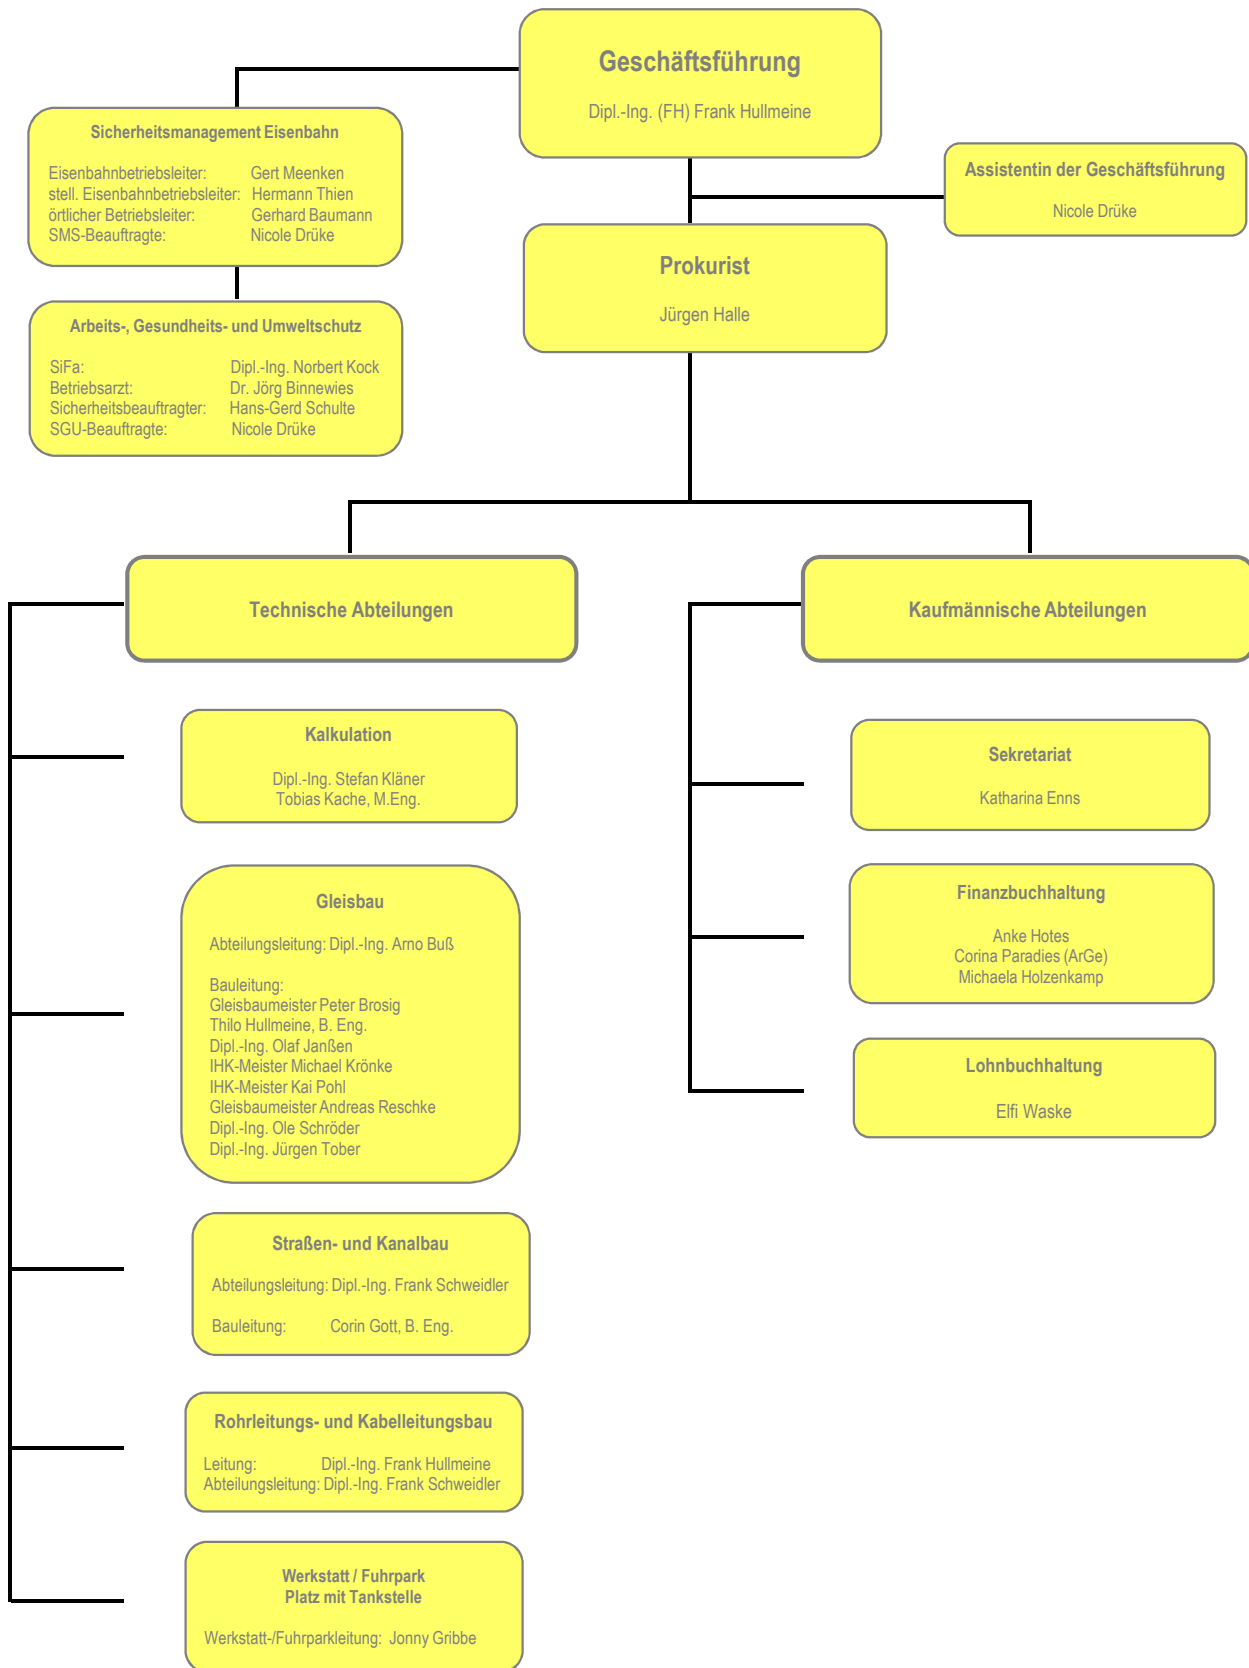 Geschäftsführung
Dipl.-Ing. (FH) Frank Hullmeine
Sicherheitsmanagement Eisenbahn
Eisenbahnbetriebsleiter: Gert Meenken
stell. Eisenbahnbetriebsleiter: Hermann Thien
örtlicher Betriebsleiter: Gerhard Baumann
SMS-Beauftragte: Nicole Drüke
Assistentin der Geschäftsführung
Nicole Drüke
Prokurist
Jürgen Halle
Arbeits-, Gesundheits- und Umweltschutz
SiFa: Dipl.-Ing. Norbert Kock
Betriebsarzt: Dr. Jörg Binnewies
Sicherheitsbeauftragter: Hans-Gerd Schulte
SGU-Beauftragte: Nicole Drüke
Technische Abteilungen
Kalkulation
Dipl.-Ing. Stefan Kläner
Tobias Kache, M.Eng.
Gleisbau
Abteilungsleitung: Dipl.-Ing. Arno Buß
Bauleitung:
Gleisbaumeister Peter Brosig
Thilo Hullmeine, B. Eng.
Dipl.-Ing. Olaf Janßen
IHK-Meister Michael Krönke
IHK-Meister Kai Pohl
Gleisbaumeister Andreas Reschke
Dipl.-Ing. Ole Schröder
Dipl.-Ing. Jürgen Tober
Straßen- und Kanalbau
Abteilungsleitung: Dipl.-Ing. Frank Schweidler
Bauleitung: Corin Gott, B. Eng.
Rohrleitungs- und Kabelleitungsbau
Leitung: Dipl.-Ing. Frank Hullmeine
Abteilungsleitung: Dipl.-Ing. Frank Schweidler
Werkstatt / Fuhrpark
Platz mit Tankstelle
Werkstatt-/Fuhrparkleitung: Jonny Gribbe
Kaufmännische Abteilungen
Sekretariat
Katharina Enns
Finanzbuchhaltung
Anke Hotes
Corina Paradies (ArGe)
Michaela Holzenkamp
Lohnbuchhaltung
Elfi Waske